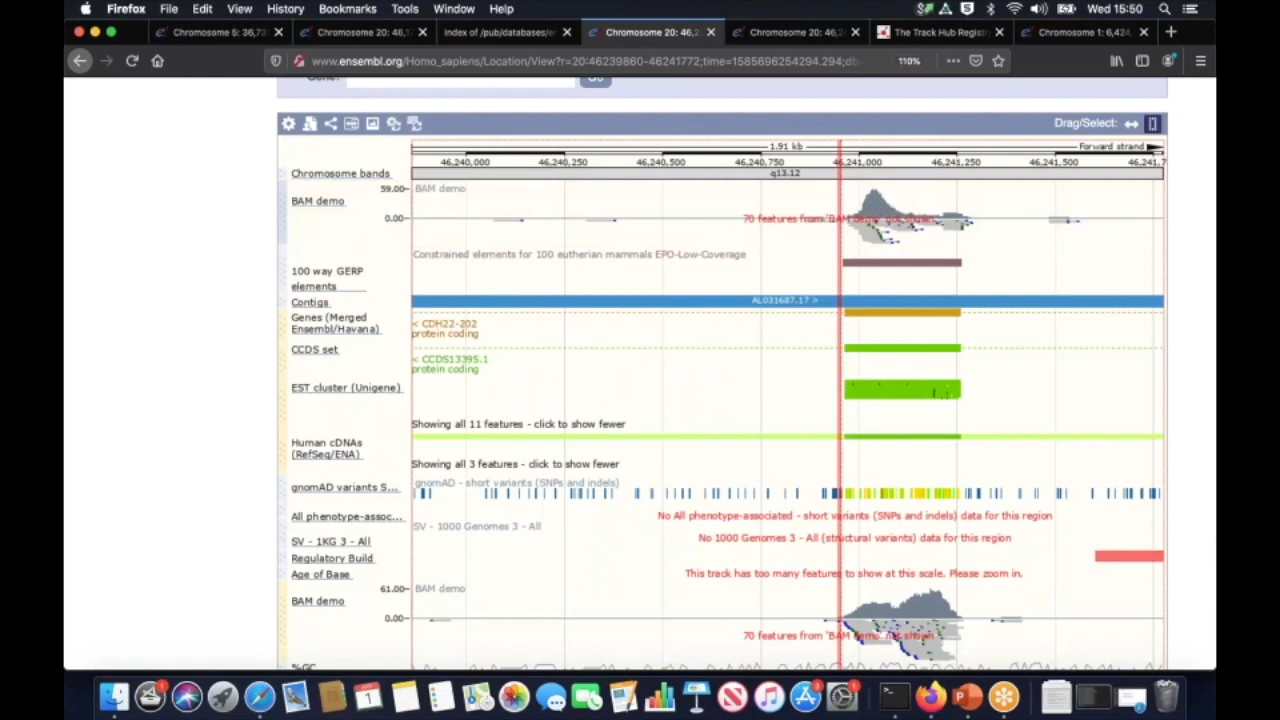 Firefox File Edit View History Bookmarks Tools Window Help Wed 15:50
Chromosome 6: 36,73 Chromosome 20: 46,1 Index of /pub/databases/en Chromosome 20: 46,2 Chromosome 20: 46,2 The Track Hub Registr Chromosome 1: 6,424,
www.ensembl.org/Homo_sapiens/Location/View?r=20:46239860-46241772;time=1585696254294.294;db 110%
Drag/Select:
1.91 kb Forward strand
46,240,000 46,240,250 46,240,500 46,240,750 46,241,000 46,241,250 46,241,500 46,241,7
Chromosome bands q13.12
59.00 BAM demo
BAM demo
0.00 70 features from 'BAM demo' not shown
Constrained elements for 100 eutherian mammals EPO-Low-Coverage
100 way GERP
elements
Contigs AL031687.17 >
Genes (Merged
Ensembl/Havana)
< CDH22-202
protein coding
CCDS set
< CCDS13395.1
protein coding
EST cluster (Unigene)
Showing all 11 features - click to show fewer
Human cDNAs
(RefSeq/ENA)
Showing all 3 features - click to show fewer
gnomAD variants S...
gnomAD - short variants (SNPs and indels)
All phenotype-assoc... No All phenotype-associated - short variants (SNPs and indels) data for this region
SV - 1000 Genomes 3 - All
SV - 1KG 3 - All No 1000 Genomes 3 - All (structural variants) data for this region
Regulatory Build
Age of Base This track has too many features to show at this scale. Please zoom in.
61.00 BAM demo
BAM demo
0.00
70 features from 'BAM demo' not shown
%GC